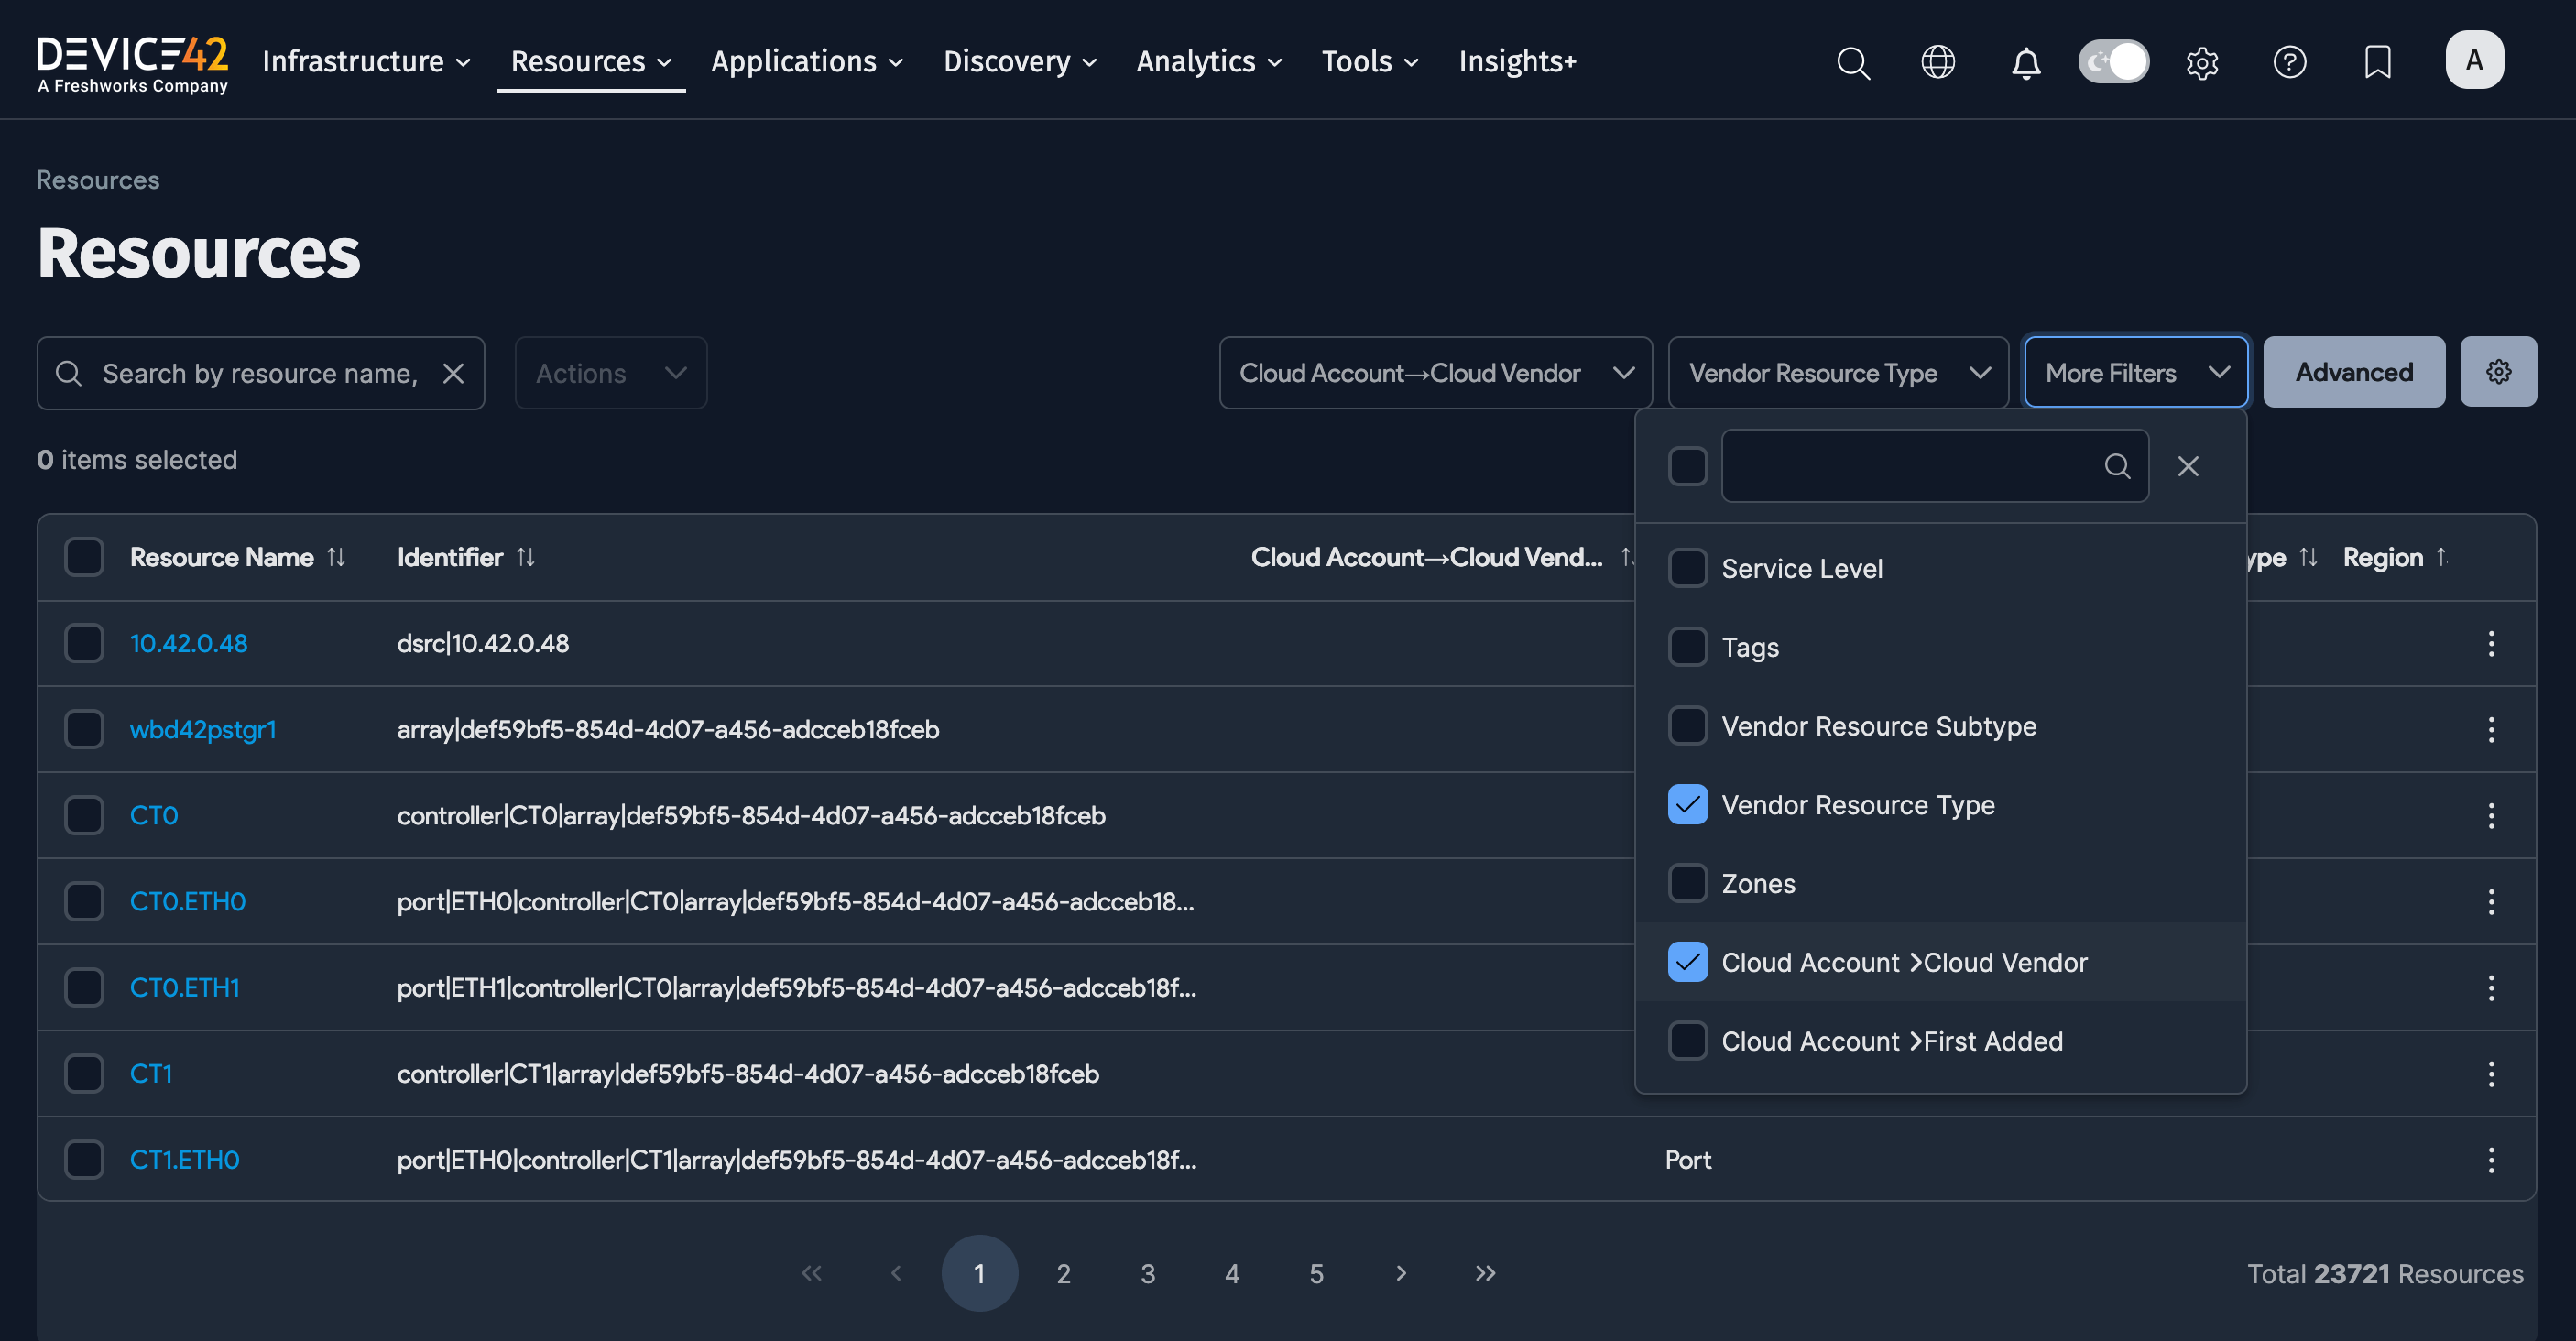 DEVICE42
A Freshworks Company
Infrastructure
Resources
Applications
Discovery
Analytics
Tools
Insights+
A
Resources
Resources
Search by resource name,
Actions
Cloud Account→Cloud Vendor
Vendor Resource Type
More Filters
Advanced
0 items selected
Resource Name
Identifier
Cloud Account→Cloud Vend...
ype
Region
10.42.0.48
dsrc|10.42.0.48
wbd42pstgr1
array|def59bf5-854d-4d07-a456-adcceb18fceb
CT0
controller|CT0|array|def59bf5-854d-4d07-a456-adcceb18fceb
CT0.ETH0
port|ETH0|controller|CT0|array|def59bf5-854d-4d07-a456-adcceb18...
CT0.ETH1
port|ETH1|controller|CT0|array|def59bf5-854d-4d07-a456-adcceb18f...
CT1
controller|CT1|array|def59bf5-854d-4d07-a456-adcceb18fceb
CT1.ETH0
port|ETH0|controller|CT1|array|def59bf5-854d-4d07-a456-adcceb18f...
Port
Service Level
Tags
Vendor Resource Subtype
Vendor Resource Type
Zones
Cloud Account >Cloud Vendor
Cloud Account >First Added
« ‹ 1 2 3 4 5 › »
Total 23721 Resources